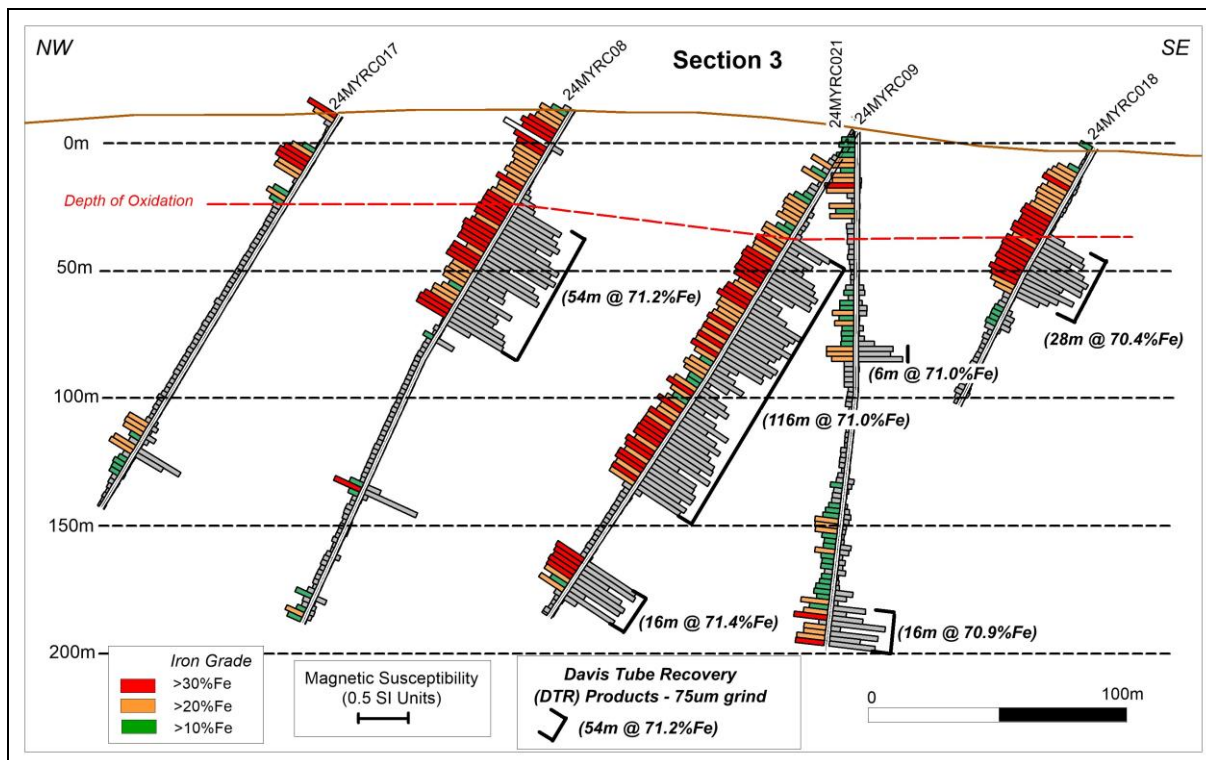 NW
Section 3
SE
24MYRC017
24MYRC08
24MYRC021
24MYRC09
24MYRC018
0m
Depth of Oxidation
50m
(54m @ 71.2%Fe)
(28m @ 70.4%Fe)
(6m @ 71.0%Fe)
100m
(116m @ 71.0%Fe)
150m
(16m @ 71.4%Fe)
(16m @ 70.9%Fe)
200m
Iron Grade
>30%Fe
>20%Fe
>10%Fe
Magnetic Susceptibility
(0.5 SI Units)
Davis Tube Recovery
(DTR) Products - 75um grind
(54m @ 71.2%Fe)
0
100m